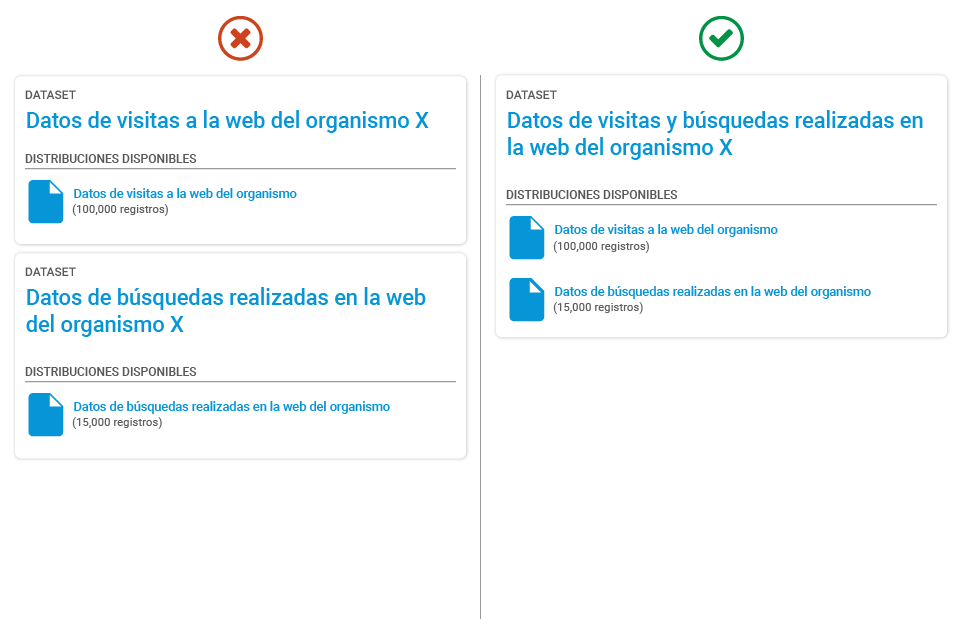 DATASET
Datos de visitas a la web del organismo X
DISTRIBUCIONES DISPONIBLES
Datos de visitas a la web del organismo
(100,000 registros)
DATASET
Datos de búsquedas realizadas en la web
del organismo X
DISTRIBUCIONES DISPONIBLES
Datos de búsquedas realizadas en la web del organismo
(15,000 registros)
DATASET
Datos de visitas y búsquedas realizadas en
la web del organismo X
DISTRIBUCIONES DISPONIBLES
Datos de visitas a la web del organismo
(100,000 registros)
Datos de búsquedas realizadas en la web del organismo
(15,000 registros)